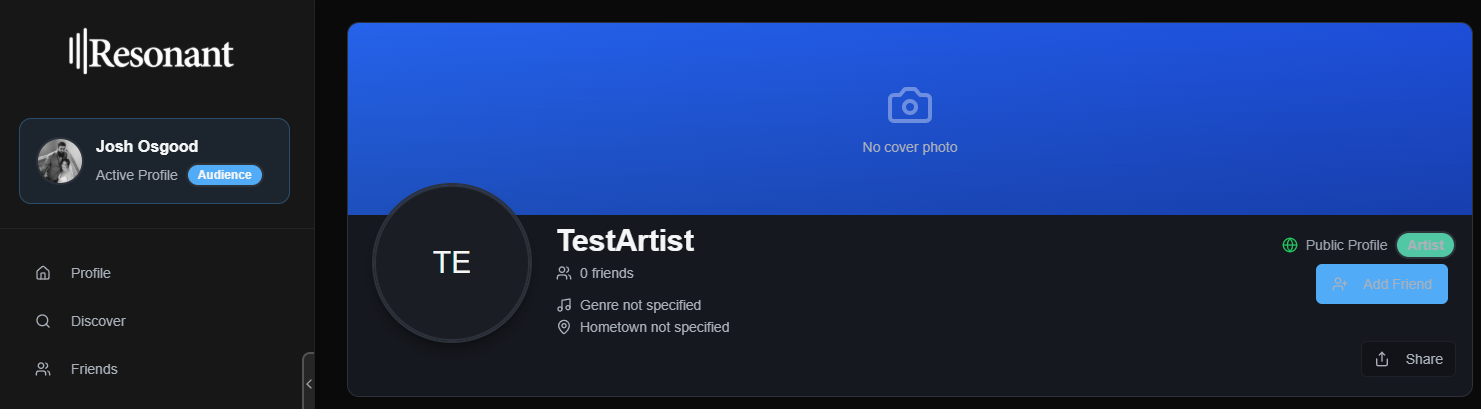 Resonant
Josh Osgood
Active Profile Audience
Profile
Discover
Friends
No cover photo
TE
TestArtist
0 friends
Genre not specified
Hometown not specified
Public Profile Artist
Add Friend
Share